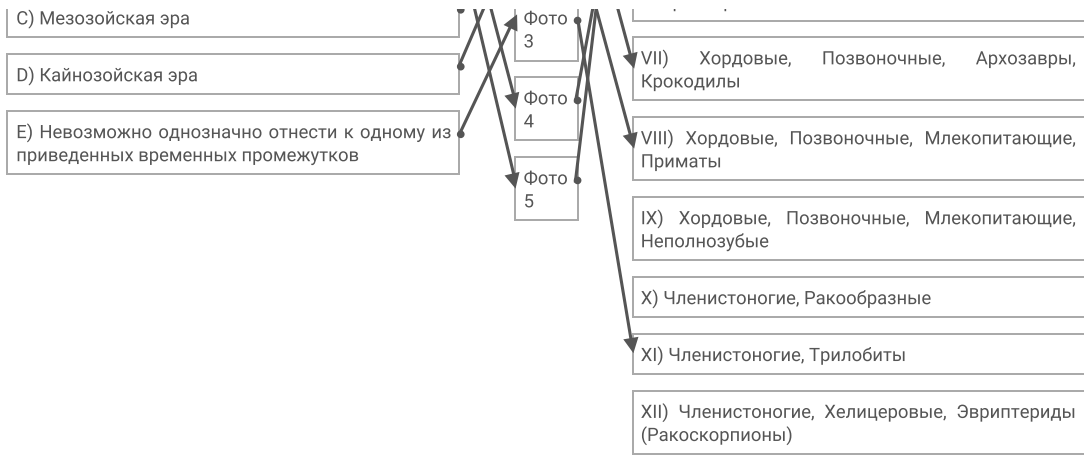 C) Мезозойская эра
D) Кайнозойская эра
E) Невозможно однозначно отнести к одному из
приведенных временных промежутков
Фото
3
Фото
4
Фото
5
VII) Хордовые, Позвоночные, Архозавры,
Крокодилы
VIII) Хордовые, Позвоночные, Млекопитающие,
Приматы
IX) Хордовые, Позвоночные, Млекопитающие,
Неполнозубые
X) Членистоногие, Ракообразные
XI) Членистоногие, Трилобиты
XII) Членистоногие, Хелицеровые, Эвриптериды
(Ракоскорпионы)